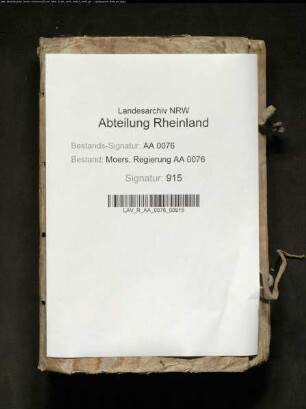 Landesarchiv NRW
Abteilung Rheinland
Bestands-Signatur: AA 0076
Bestand: Moers, Regierung AA 0076
Signatur: 915
LAV_R_AA_0076_00915